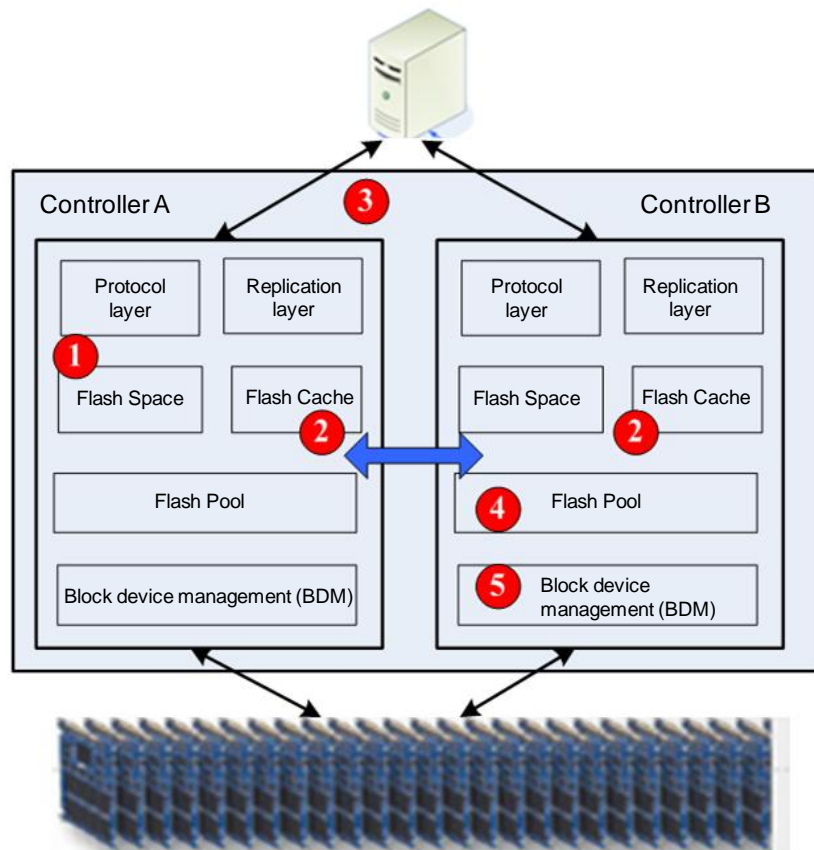 Controller A
3
Controller B
Protocol
layer
Replication
layer
Protocol
layer
Replication
layer
1
Flash Space
Flash Cache
2
Flash Space
Flash Cache
2
Flash Pool
4
Flash Pool
Block device management (BDM)
5
Block device
management (BDM)